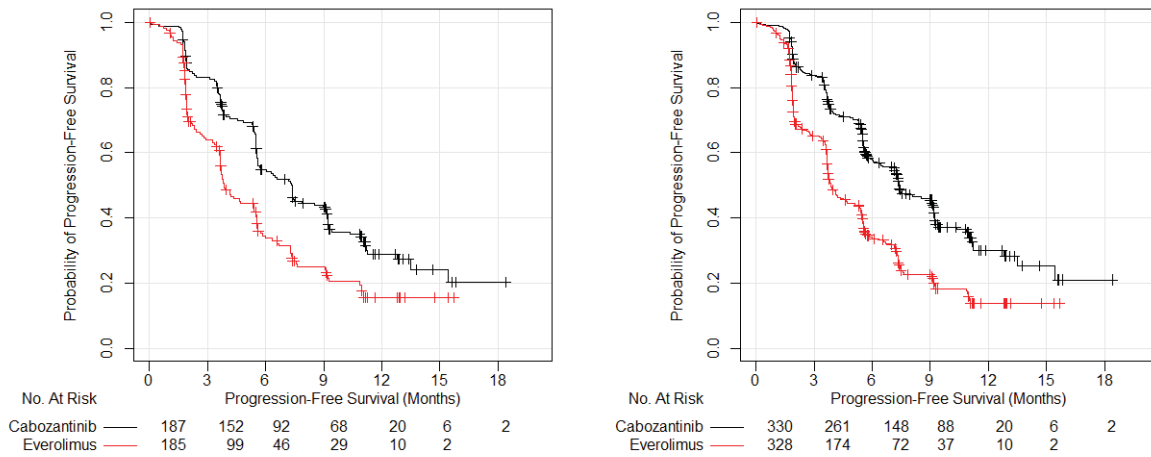 Probability of Progression-Free Survival
1.0
0.8
0.6
0.4
0.2
0.0
0 3 6 9 12 15 18
No. At Risk Progression-Free Survival (Months)
Cabozantinib 187 152 92 68 20 6 2
Everolimus 185 99 46 29 10 2
Probability of Progression-Free Survival
1.0
0.8
0.6
0.4
0.2
0.0
0 3 6 9 12 15 18
No. At Risk Progression-Free Survival (Months)
Cabozantinib 330 261 148 88 20 6 2
Everolimus 328 174 72 37 10 2